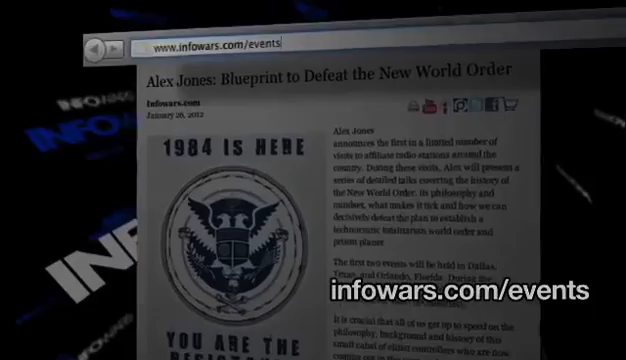 www.infowars.com/events
Alex Jones: Blueprint to Defeat the New World Order
Infowars.com
January 26, 2012
1984 IS HERE
YOU ARE THE
RESISTANCE
Alex Jones
announces the first in a limited number of
visits to affiliate radio stations around the
country. During these visits, Alex will present a
series of detailed talks covering the history of
the New World Order, its philosophy and
mindset, what makes it tick and how we can
decisively defeat the plan to establish a
technocratic totalitarian world order and
prison planet
The first two events will be held in Dallas,
Texas, and Orlando, Florida. During the
infowars.com/events
It is crucial that all of us get up to speed on the
philosophy, background and history of this
small cabal of elitist controllers who are now
INFO
INFO